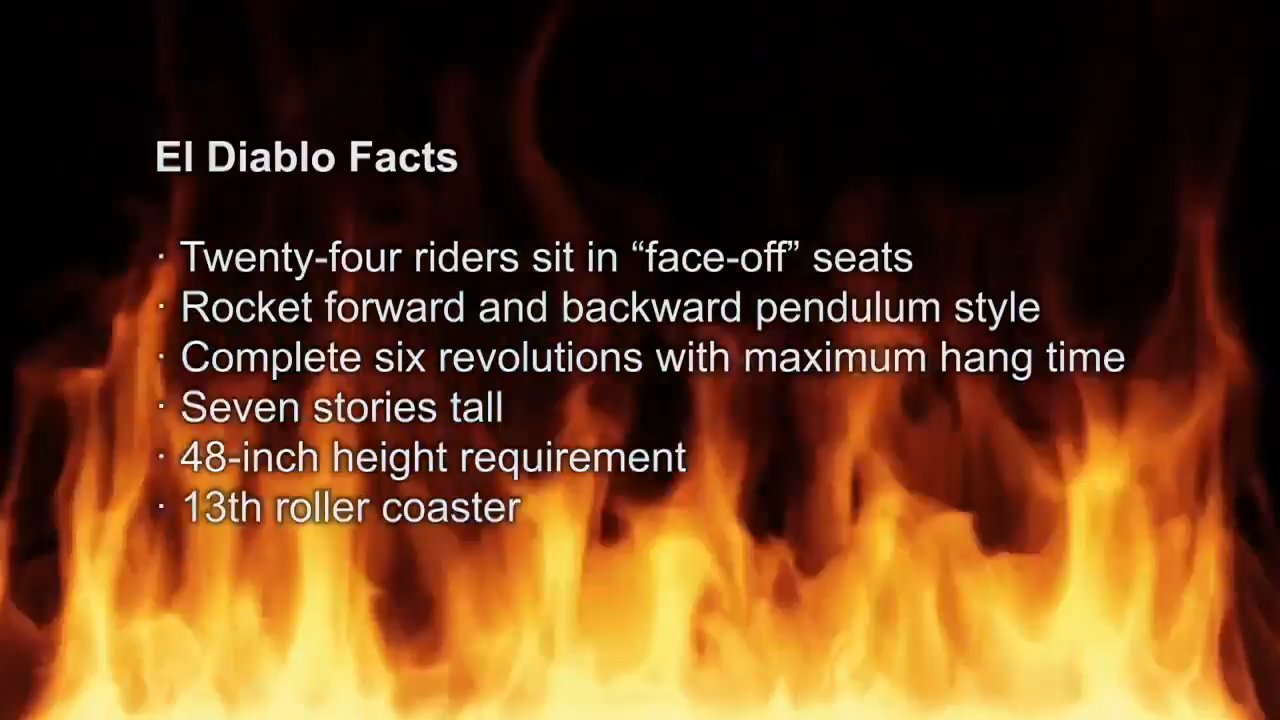 El Diablo Facts
· Twenty-four riders sit in “face-off” seats
· Rocket forward and backward pendulum style
· Complete six revolutions with maximum hang time
· Seven stories tall
· 48-inch height requirement
· 13th roller coaster